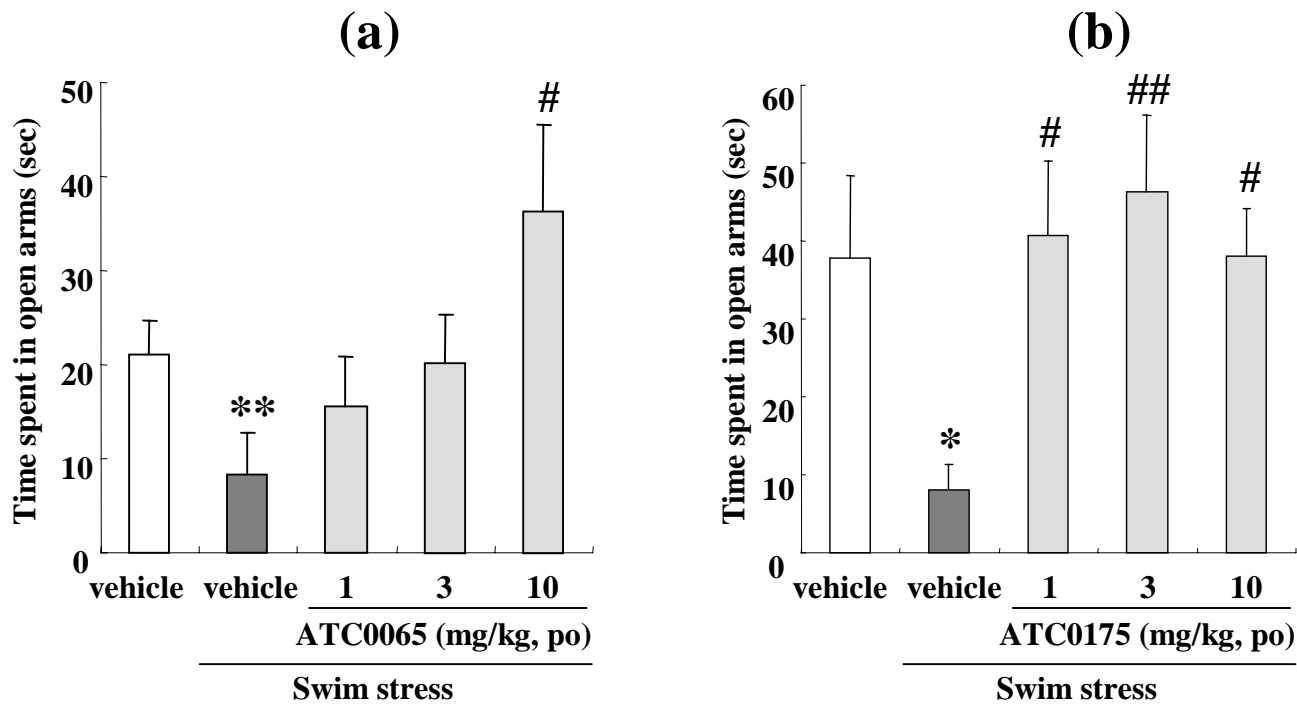 (a)
Time spent in open arms (sec)
50
40
30
20
10
0
#
**
vehicle vehicle 1 3 10
ATC0065 (mg/kg, po)
Swim stress
(b)
Time spent in open arms (sec)
60
50
40
30
20
10
0
# ## #
*
vehicle vehicle 1 3 10
ATC0175 (mg/kg, po)
Swim stress